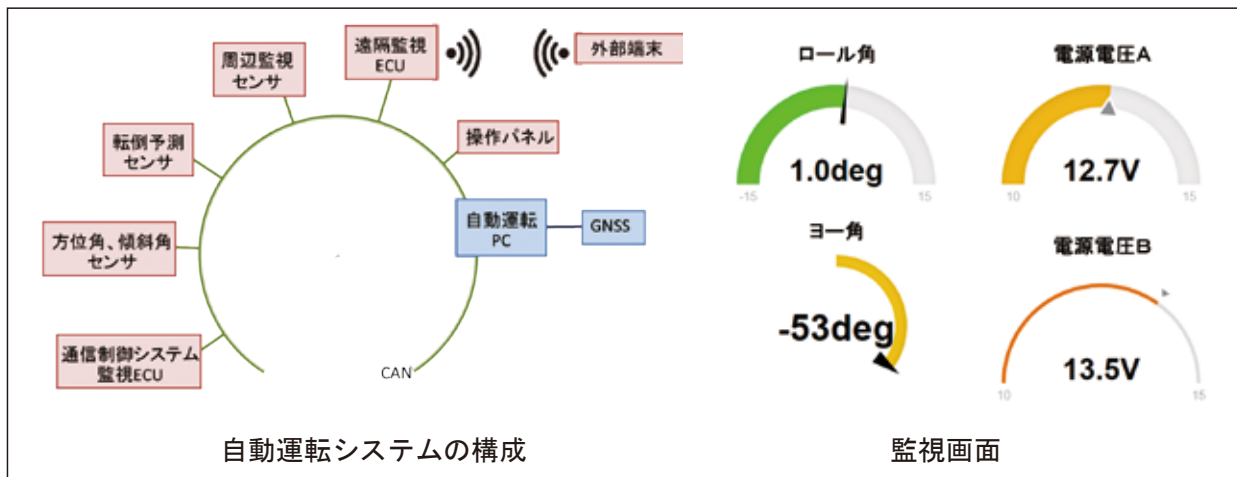 遠隔監視
ECU
外部端末
周辺監視
センサ
操作パネル
転倒予測
センサ
自動運転
PC
GNSS
方位角、傾斜角
センサ
通信制御システム
監視ECU
CAN
自動運転システムの構成
ロール角
1.0deg
-15
15
電源電圧A
12.7V
10
15
ヨー角
-53deg
電源電圧B
13.5V
10
15
監視画面